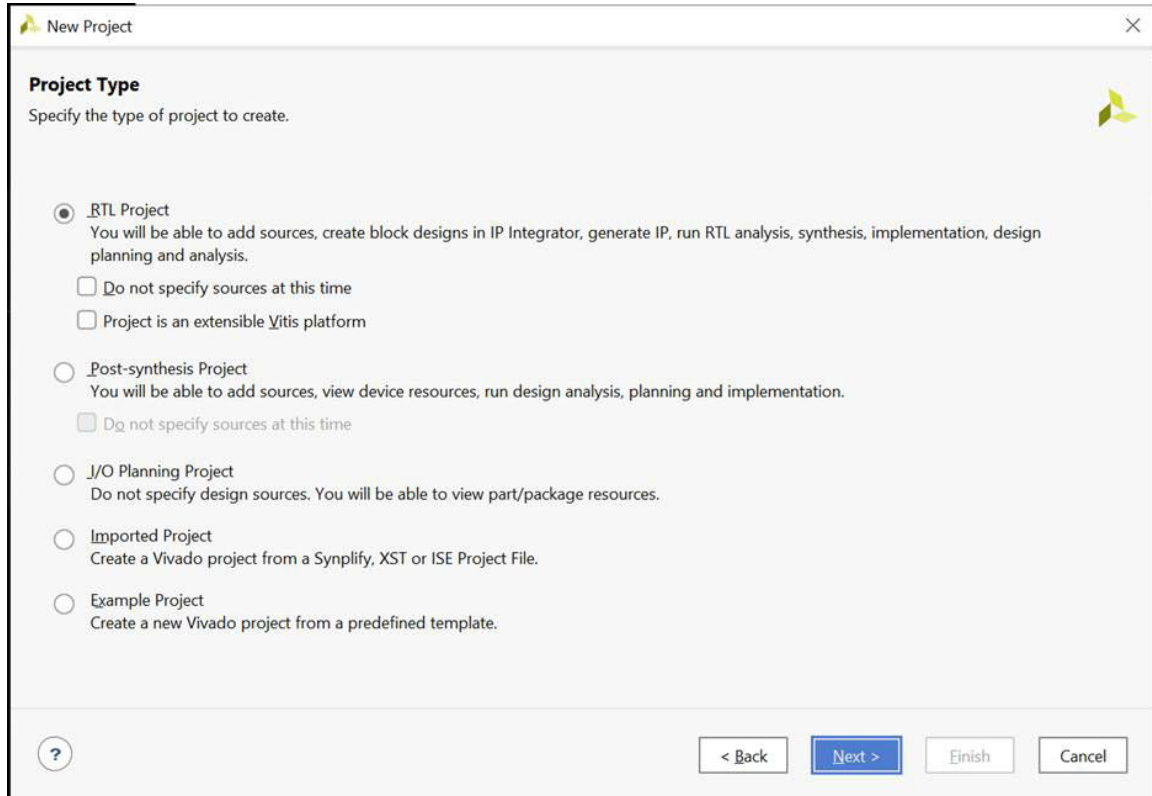 New Project
Project Type
Specify the type of project to create.
RTL Project
You will be able to add sources, create block designs in IP Integrator, generate IP, run RTL analysis, synthesis, implementation, design
planning and analysis.
Do not specify sources at this time
Project is an extensible Vitis platform
Post-synthesis Project
You will be able to add sources, view device resources, run design analysis, planning and implementation.
Do not specify sources at this time
I/O Planning Project
Do not specify design sources. You will be able to view part/package resources.
Imported Project
Create a Vivado project from a Synplify, XST or ISE Project File.
Example Project
Create a new Vivado project from a predefined template.
?
< Back
Next >
Finish
Cancel